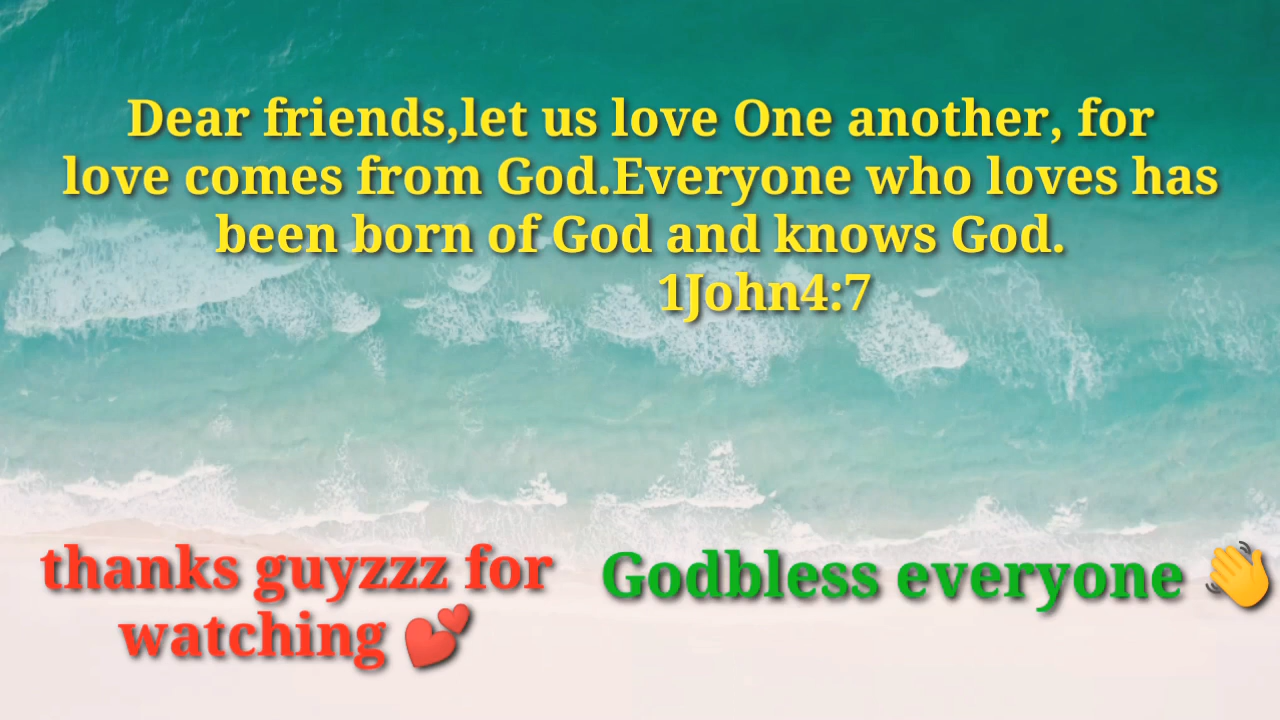 Dear friends,let us love One another, for
love comes from God.Everyone who loves has
been born of God and knows God.
1John4:7
thanks guyzzz for
watching 💕
Godbless everyone 👋